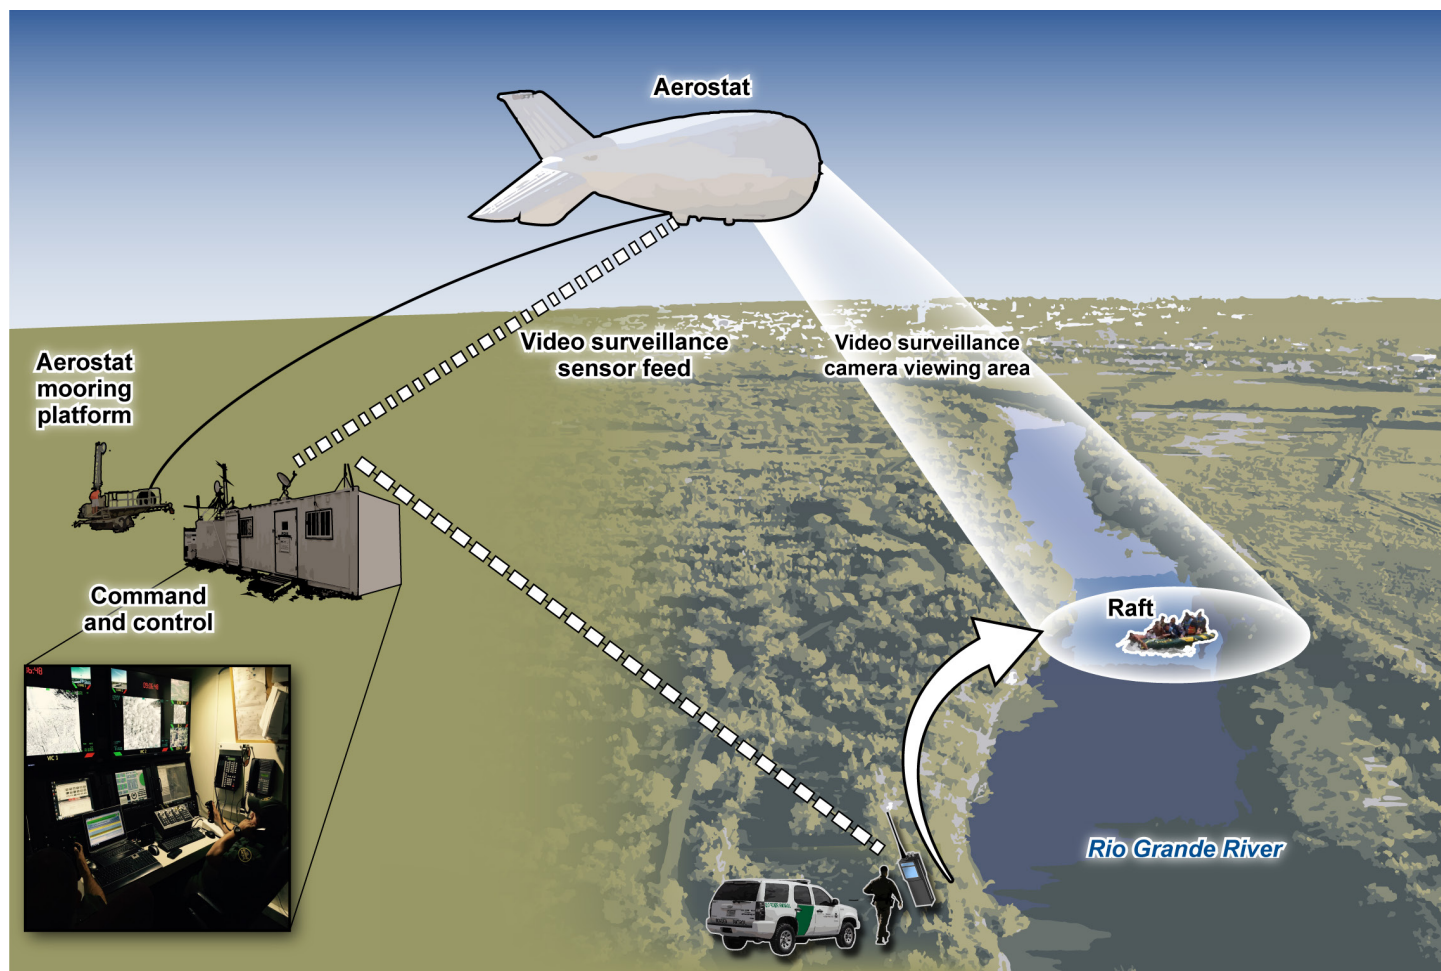 Aerostat
Video surveillance
sensor feed
Video surveillance
camera viewing area
Aerostat
mooring
platform
Command
and control
Raft
Rio Grande River